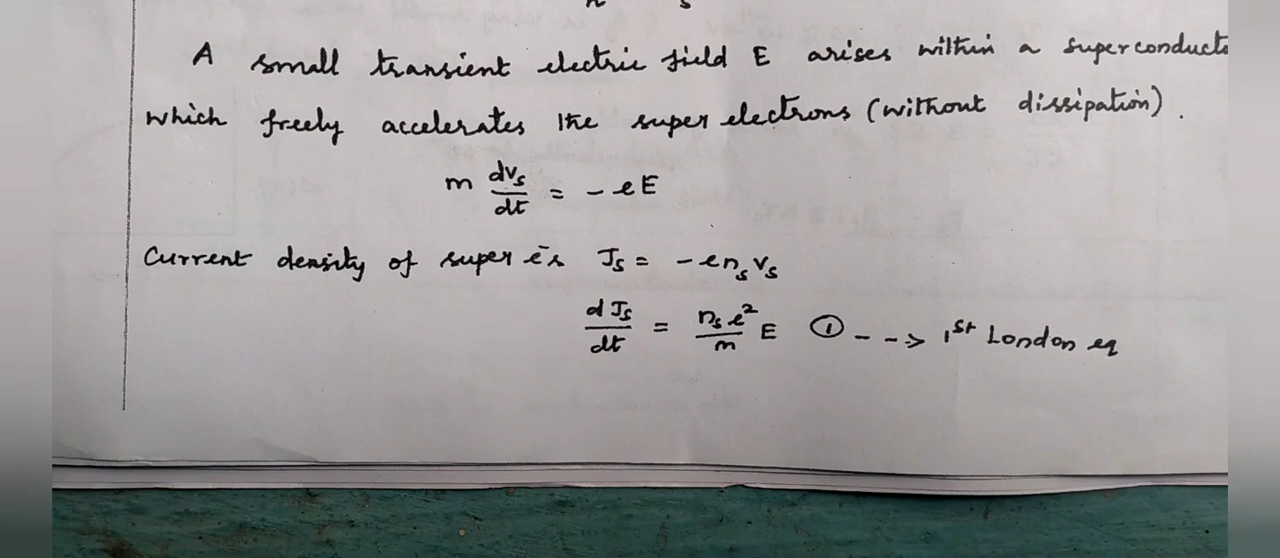 A small transient electric field E arises within a superconducto
which freely accelerates the super electrons (without dissipation).
m dvₛ/dt = - eE
Current density of super e⁻s Jₛ = - enₛvₛ
dJₛ/dt = nₛe²/m E ① - - -> 1st London eq